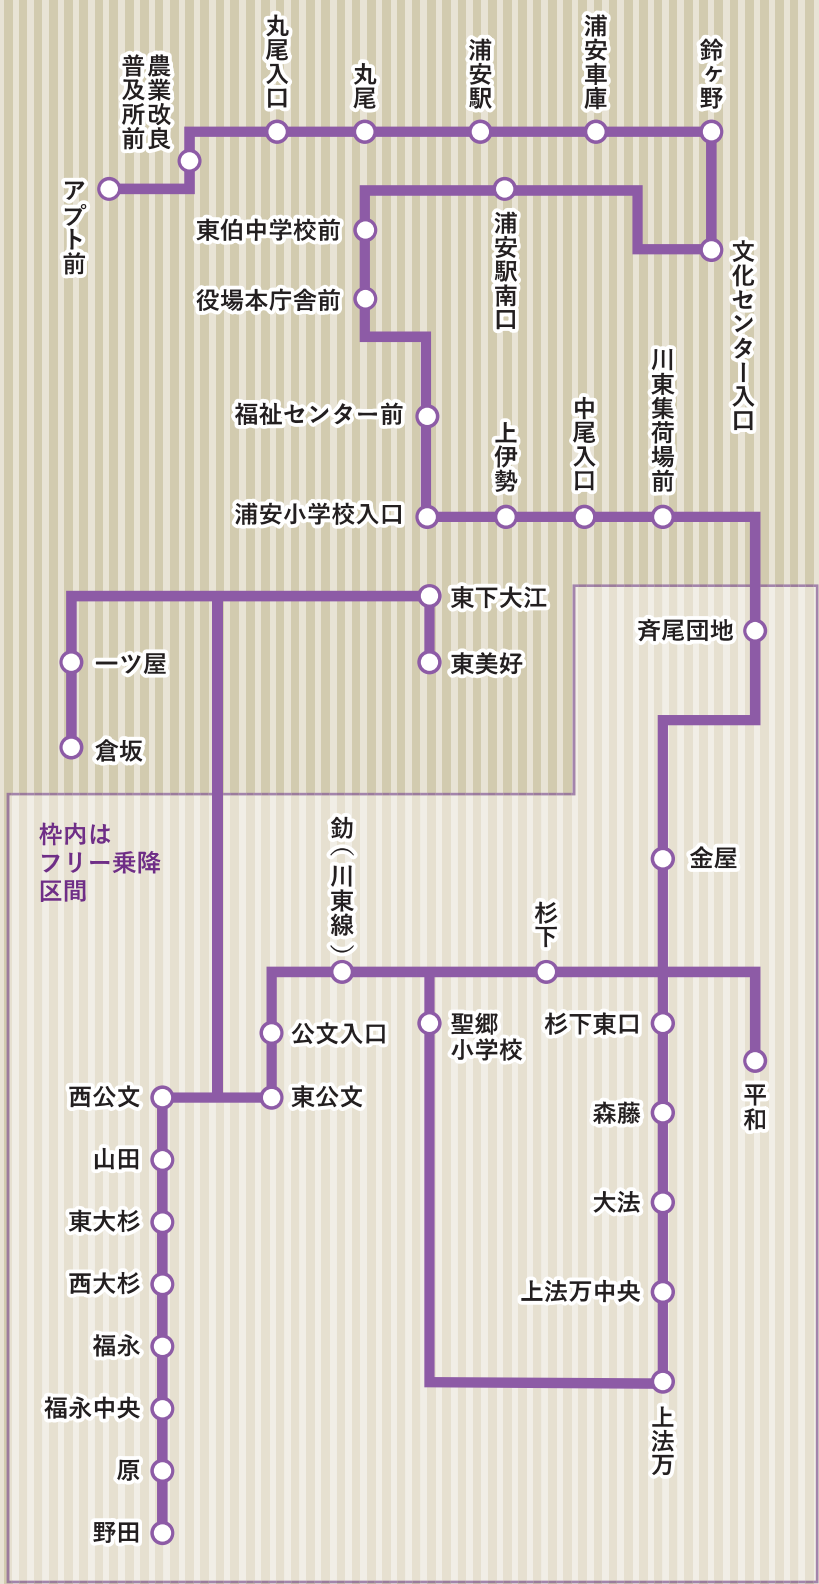 アプト前
農業改良
普及所前
丸尾入口
丸尾
浦安駅
浦安車庫
鈴ヶ野
文化センター入口
浦安駅南口
東伯中学校前
役場本庁舎前
福祉センター前
浦安小学校入口
上伊勢
中尾入口
川東集荷場前
斉尾団地
東下大江
東美好
一ツ屋
倉坂
枠内は
フリー乗降
区間
金屋
釛（川東線）
杉下
公文入口
聖郷
小学校
杉下東口
平和
西公文
東公文
森藤
山田
大法
東大杉
西大杉
上法万中央
福永
上法万
福永中央
原
野田